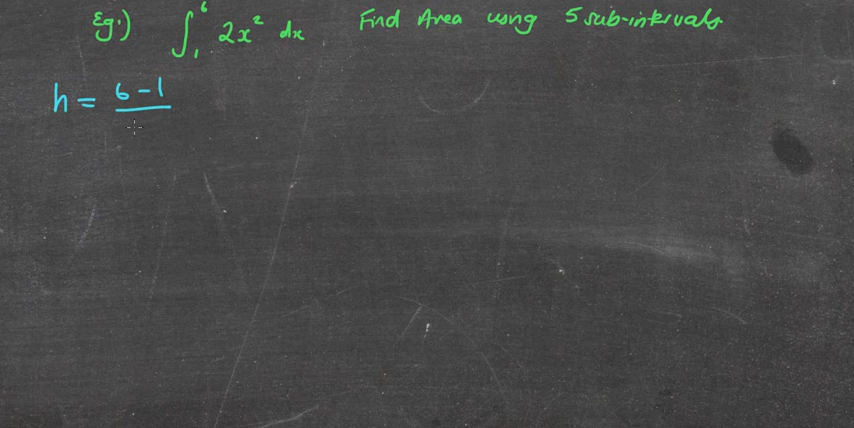 Eg:) ∫₁⁶ 2x² dx Find Area using 5 sub-intervals.
h = 6 - 1